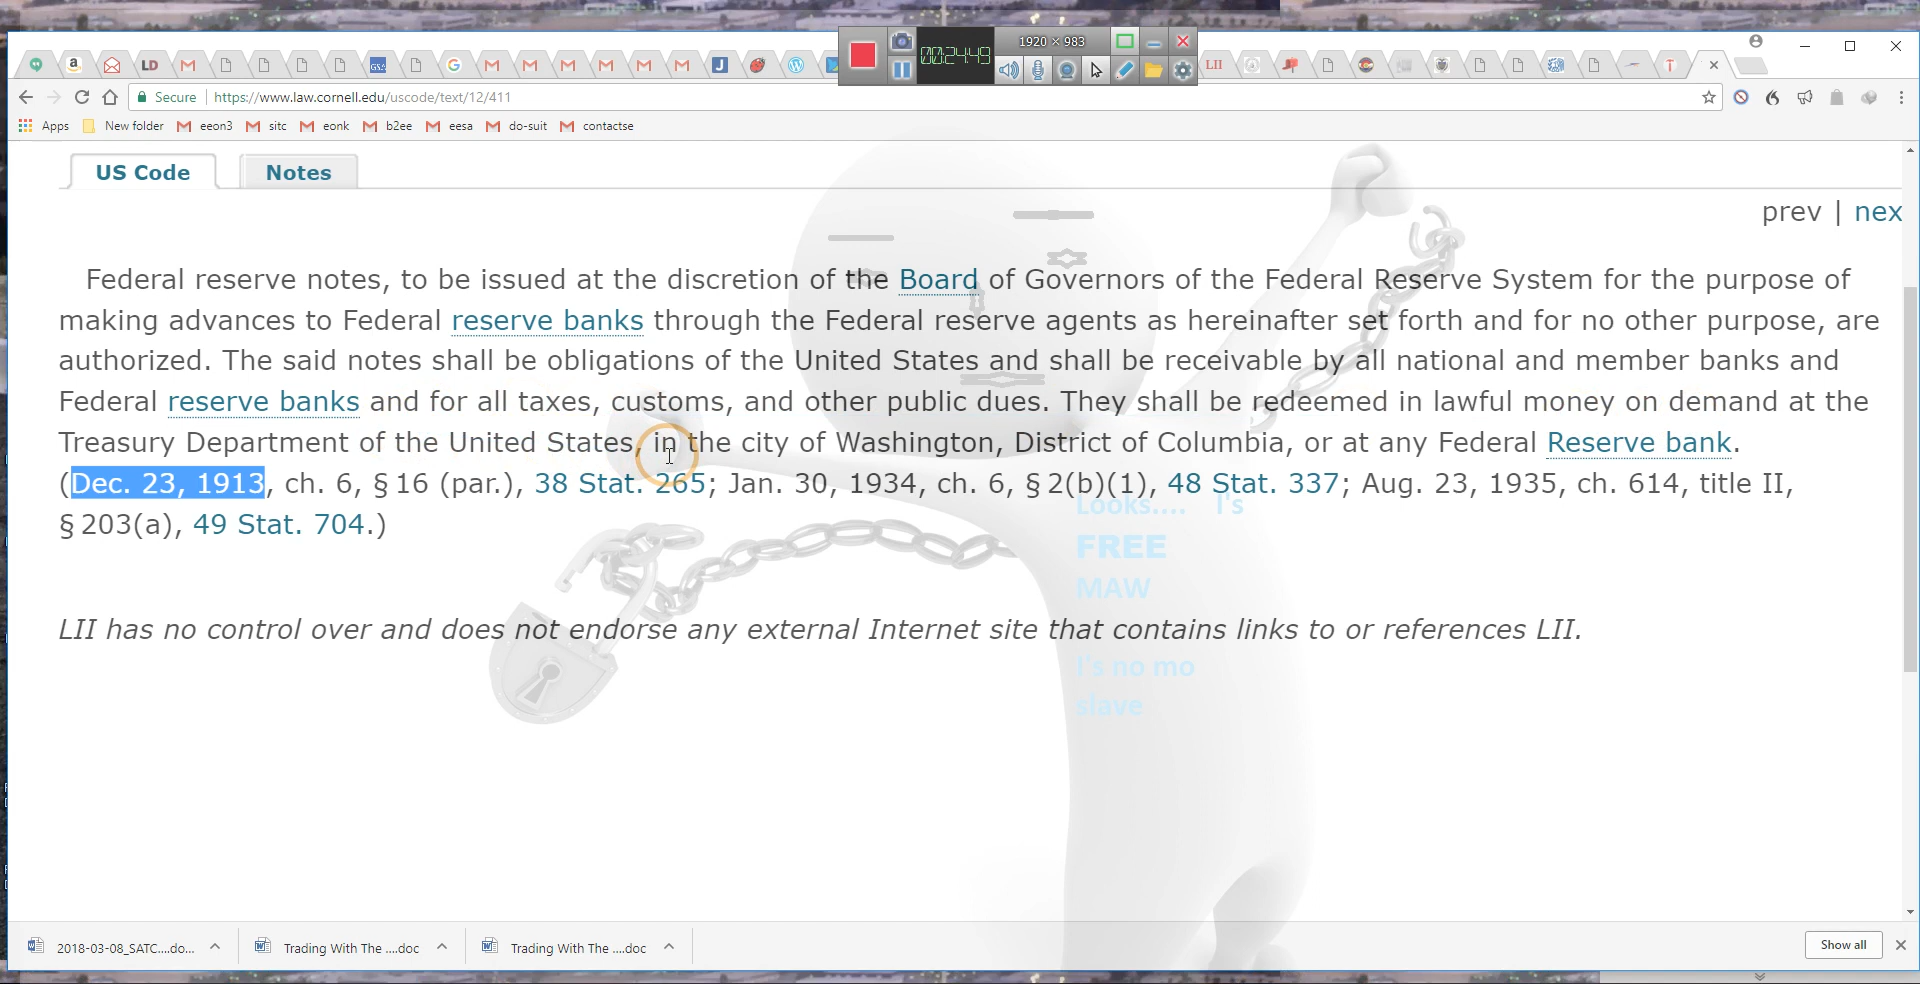 1920 × 983
00:24:49
LD
GSA
G
J
LII
T
Secure
https://www.law.cornell.edu/uscode/text/12/411
Apps New folder eeon3 sitc eonk b2ee eesa do-suit contactse
US Code Notes
prev | nex
Federal reserve notes, to be issued at the discretion of the Board of Governors of the Federal Reserve System for the purpose of
making advances to Federal reserve banks through the Federal reserve agents as hereinafter set forth and for no other purpose, are
authorized. The said notes shall be obligations of the United States and shall be receivable by all national and member banks and
Federal reserve banks and for all taxes, customs, and other public dues. They shall be redeemed in lawful money on demand at the
Treasury Department of the United States, in the city of Washington, District of Columbia, or at any Federal Reserve bank.
(Dec. 23, 1913, ch. 6, § 16 (par.), 38 Stat. 265; Jan. 30, 1934, ch. 6, § 2(b)(1), 48 Stat. 337; Aug. 23, 1935, ch. 614, title II,
§ 203(a), 49 Stat. 704.)
Looks.... I's
FREE
MAW
LII has no control over and does not endorse any external Internet site that contains links to or references LII.
I's no mo
slave
2018-03-08_SATC....do... Trading With The ....doc Trading With The ....doc Show all